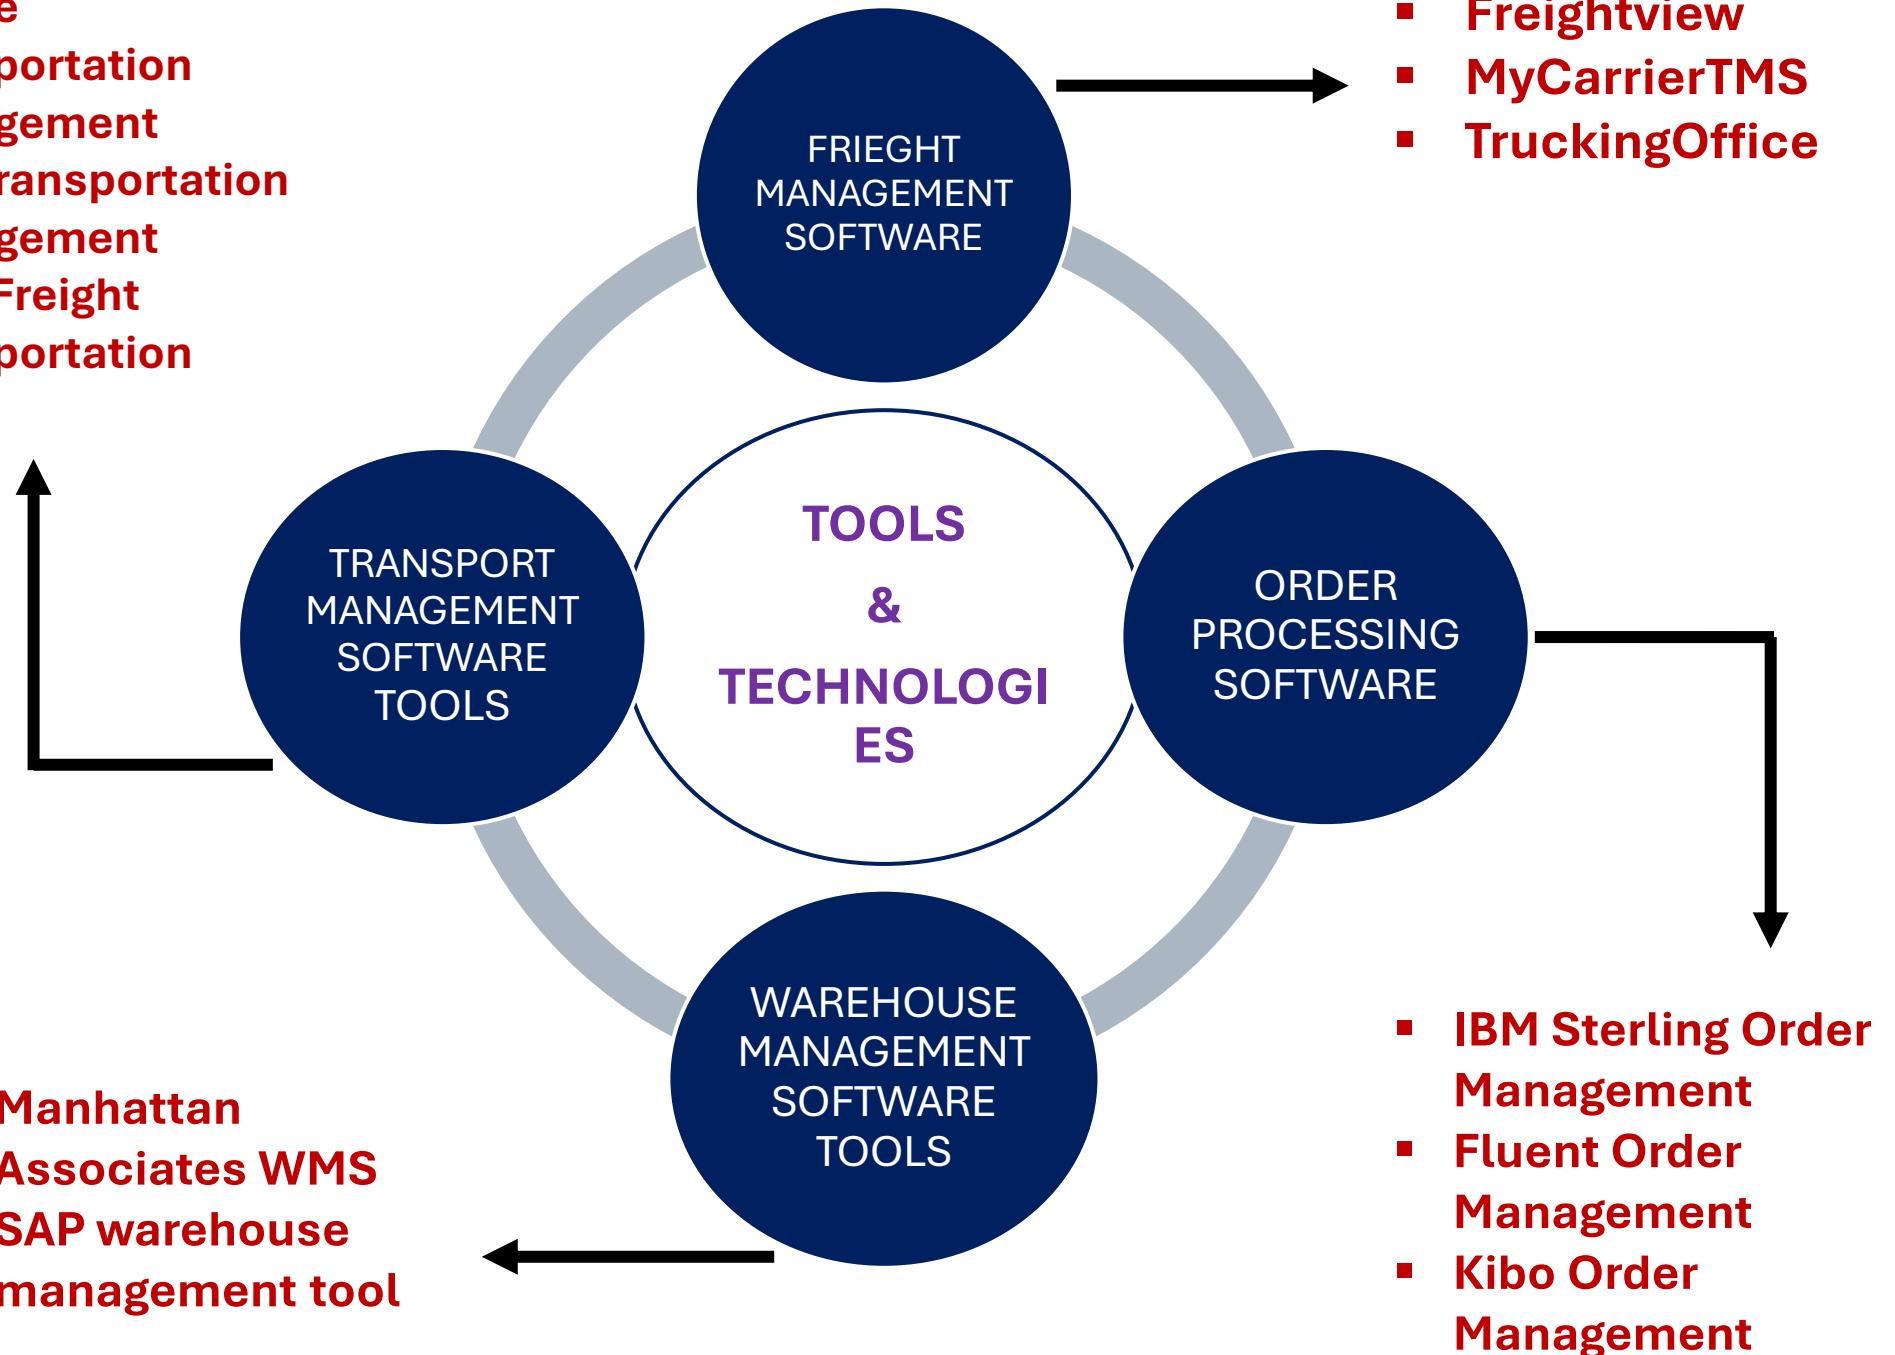 e
portation
gement
ransportation
gement
Freight
portation
▪ Freightview
▪ MyCarrierTMS
▪ TruckingOffice
FRIEGHT
MANAGEMENT
SOFTWARE
TRANSPORT
MANAGEMENT
SOFTWARE
TOOLS
TOOLS
&
TECHNOLOGI
ES
ORDER
PROCESSING
SOFTWARE
WAREHOUSE
MANAGEMENT
SOFTWARE
TOOLS
Manhattan
Associates WMS
SAP warehouse
management tool
▪ IBM Sterling Order
Management
▪ Fluent Order
Management
▪ Kibo Order
Management